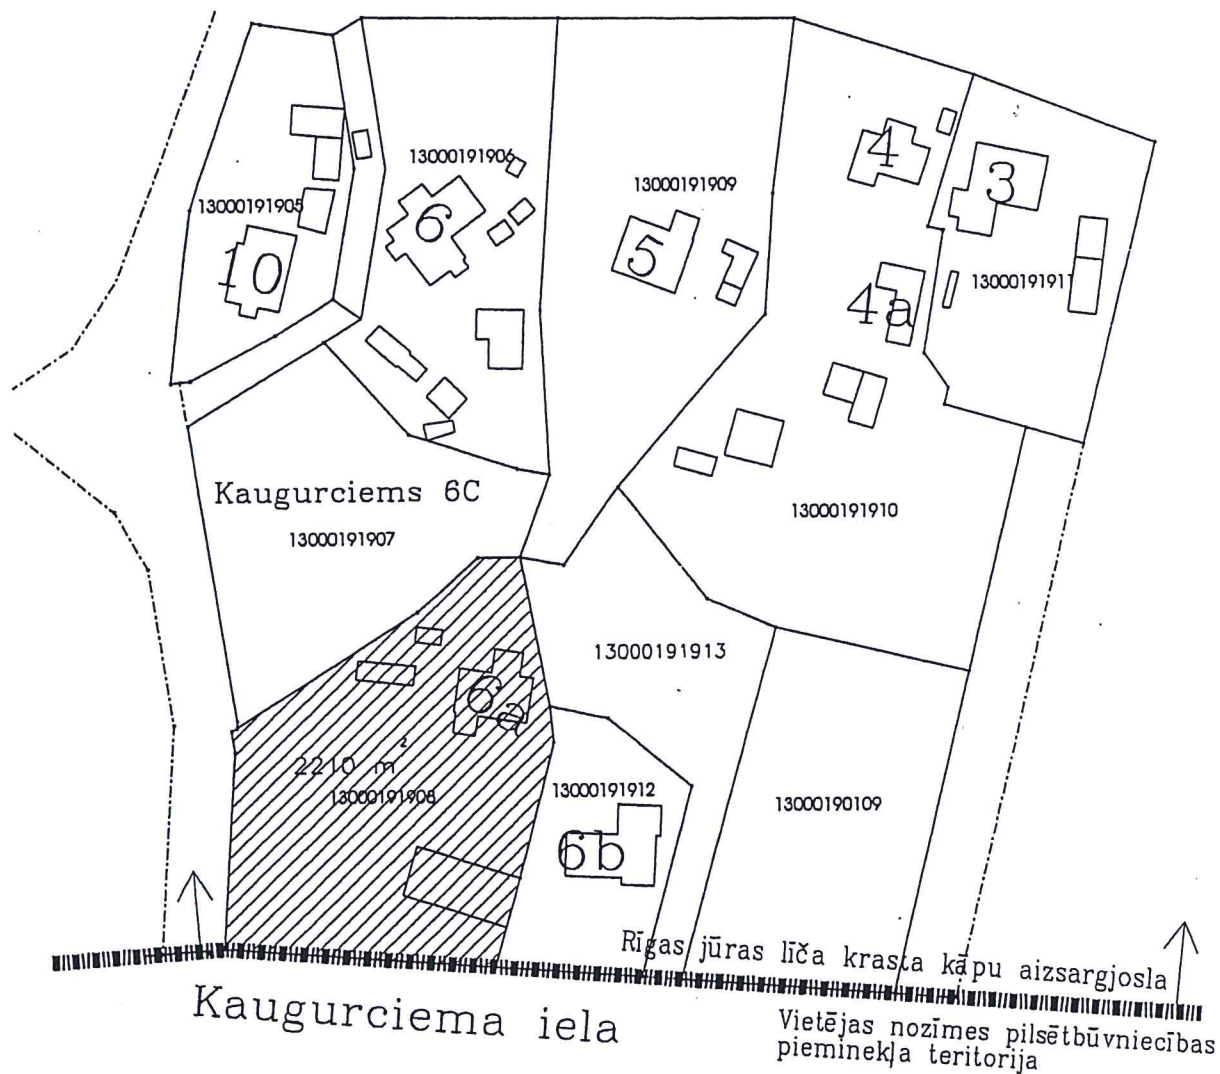 4
3
13000191906
13000191909
13000191905
6
5
10
13000191911
4a
Kaugurciems 6C
13000191910
13000191907
13000191913
6a
2210 m²
13000191908
13000191912
13000190109
6b
Rīgas jūras līča krasta kāpu aizsargjosla
Kaugurciema iela
Vietējas nozīmes pilsētbūvniecības
pieminekļa teritorija